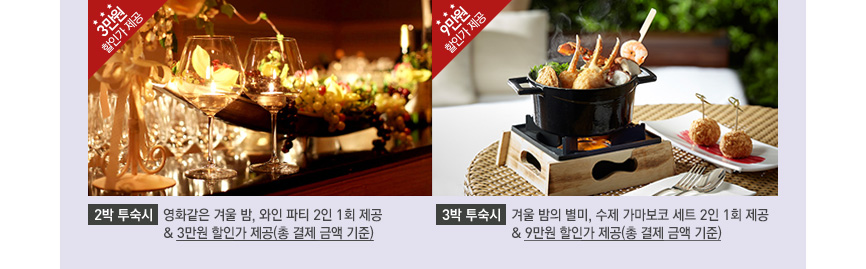 3만원
할인가 제공
9만원
할인가 제공
2박 투숙시 영화같은 겨울 밤, 와인 파티 2인 1회 제공
& 3만원 할인가 제공(총 결제 금액 기준)
3박 투숙시 겨울 밤의 별미, 수제 가마보코 세트 2인 1회 제공
& 9만원 할인가 제공(총 결제 금액 기준)